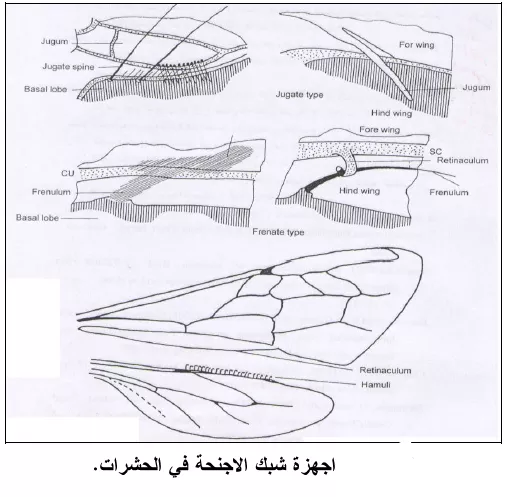 Jugum
Jugate spine
Basal lobe
For wing
Jugum
Jugate type
Hind wing
CU
Frenulum
Basal lobe
Fore wing
SC
Retinaculum
Hind wing
Frenulum
Frenate type
Retinaculum
Hamuli
اجهزة شبك الاجنحة في الحشرات.